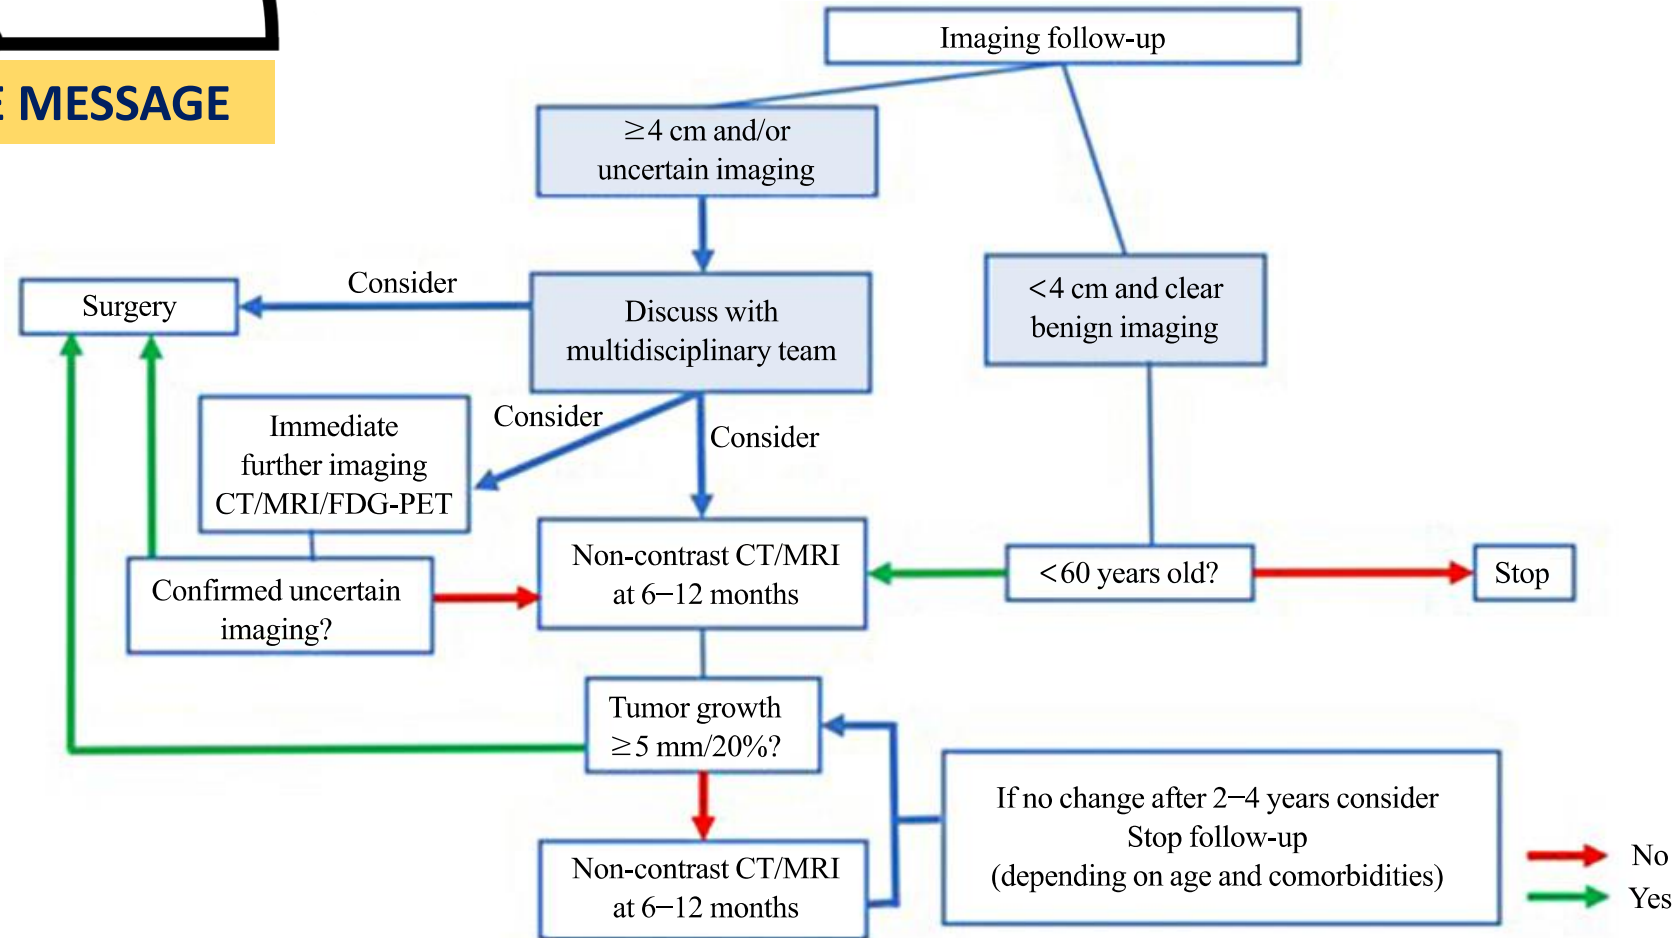 E MESSAGE
Imaging follow-up
≥4 cm and/or
uncertain imaging
<4 cm and clear
benign imaging
Consider
Surgery
Discuss with
multidisciplinary team
Immediate
further imaging
CT/MRI/FDG-PET
Consider
Consider
Confirmed uncertain
imaging?
Non-contrast CT/MRI
at 6−12 months
<60 years old?
Stop
Tumor growth
≥5 mm/20%?
If no change after 2−4 years consider
Stop follow-up
(depending on age and comorbidities)
Non-contrast CT/MRI
at 6−12 months
No
Yes